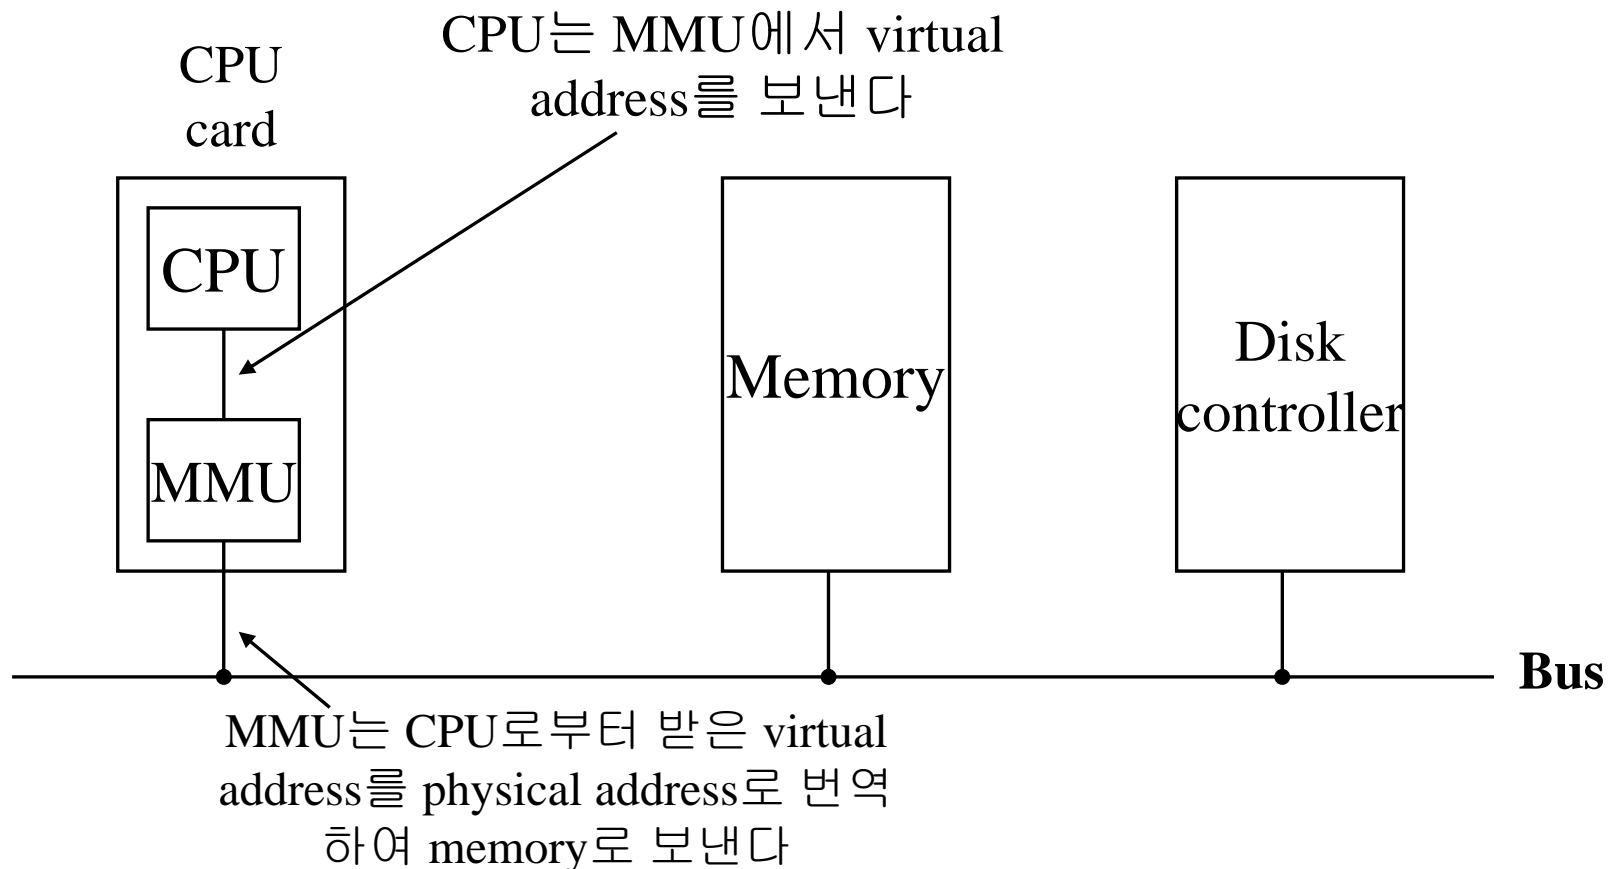 CPU
card
CPU는 MMU에서 virtual
address를 보낸다
CPU
MMU
Memory
Disk
controller
Bus
MMU는 CPU로부터 받은 virtual
address를 physical address로 번역
하여 memory로 보낸다